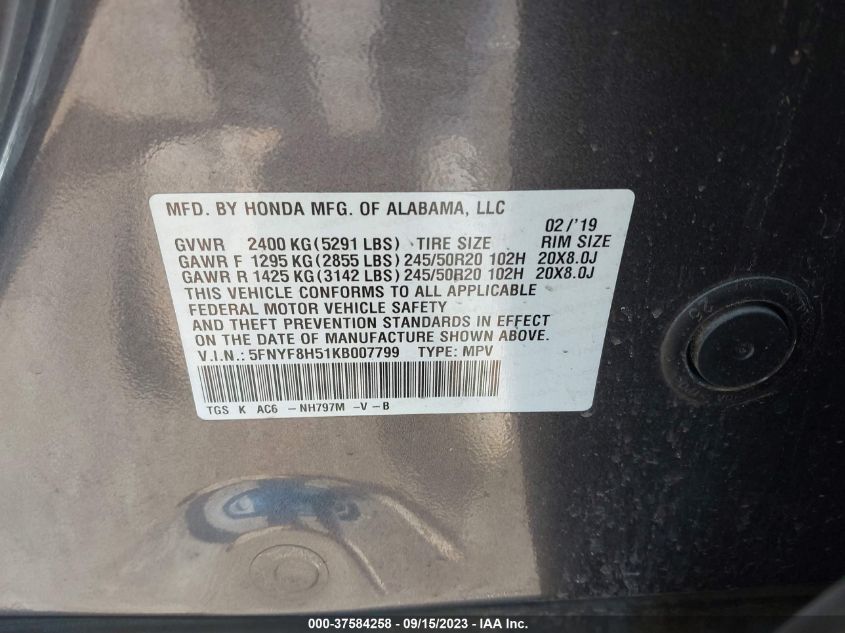 MFD. BY HONDA MFG. OF ALABAMA, LLC
02/'19
GVWR 2400 KG(5291 LBS) TIRE SIZE RIM SIZE
GAWR F 1295 KG(2855 LBS) 245/50R20 102H 20X8.0J
GAWR R 1425 KG(3142 LBS) 245/50R20 102H 20X8.0J
THIS VEHICLE CONFORMS TO ALL APPLICABLE
FEDERAL MOTOR VEHICLE SAFETY
AND THEFT PREVENTION STANDARDS IN EFFECT
ON THE DATE OF MANUFACTURE SHOWN ABOVE.
V.I.N.: 5FNYF8H51KB007799 TYPE: MPV
TGS K AC6 -NH797M -V-B
25
000-37584258 - 09/15/2023 - IAA Inc.